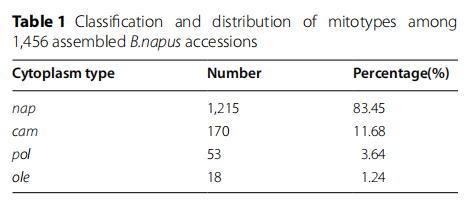 Table 1 Classification and distribution of mitotypes among
1,456 assembled B.napus accessions
Cytoplasm type Number Percentage(%)
nap 1,215 83.45
cam 170 11.68
pol 53 3.64
ole 18 1.24